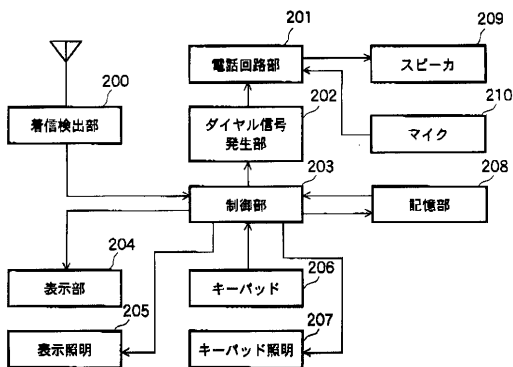 201
電話回路部
209
スピーカ
200
着信検出部
202
ダイヤル信号
発生部
210
マイク
203
制御部
208
記憶部
204
表示部
206
キーパッド
205
表示照明
207
キーパッド照明